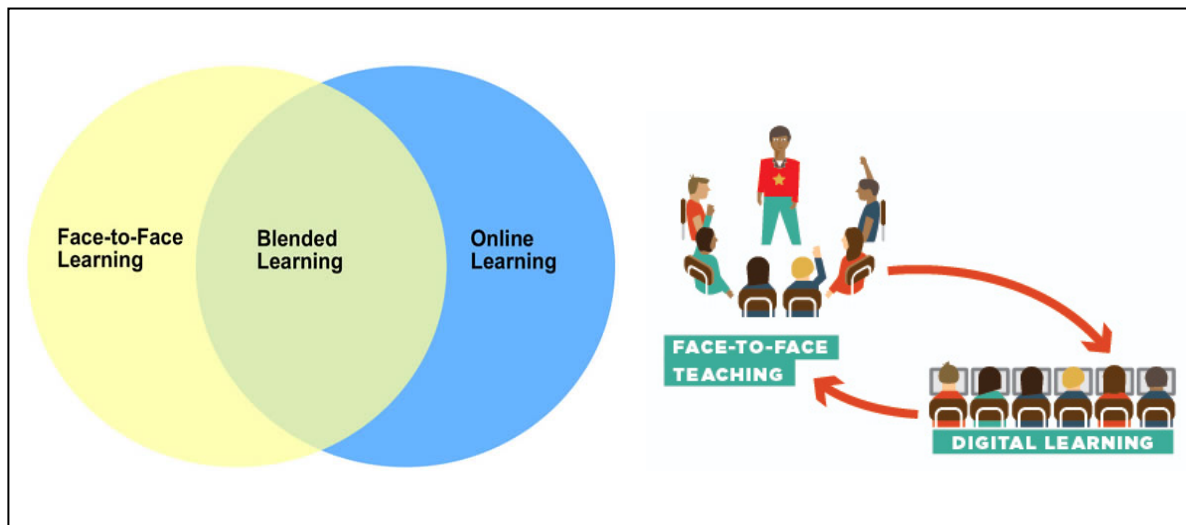 Face-to-Face
Learning
Blended
Learning
Online
Learning
FACE-TO-FACE
TEACHING
DIGITAL LEARNING